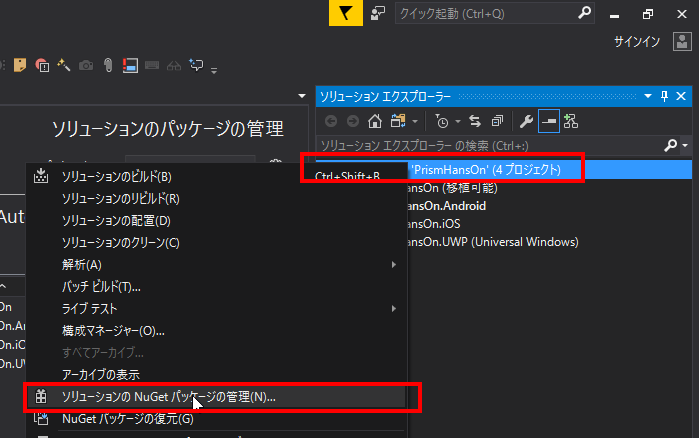 クイック起動 (Ctrl+Q)
サインイン
ソリューション エクスプローラー
ソリューションのパッケージの管理
ソリューション エクスプローラー の検索 (Ctrl+:)
'PrismHansOn' (4 プロジェクト)
ソリューションのビルド(B)
Ctrl+Shift+B
ansOn (移植可能)
ソリューションのリビルド(R)
ansOn.Android
Aut
ソリューションの配置(D)
ansOn.iOS
ソリューションのクリーン(C)
ansOn.UWP (Universal Windows)
解析(A)
バッチ ビルド(T)...
On
ライブ テスト
On.An
構成マネージャー(O)...
On.iO
すべてアーカイブ...
On.UW
アーカイブの表示
ソリューションの NuGet パッケージの管理(N)...
NuGet パッケージの復元(G)